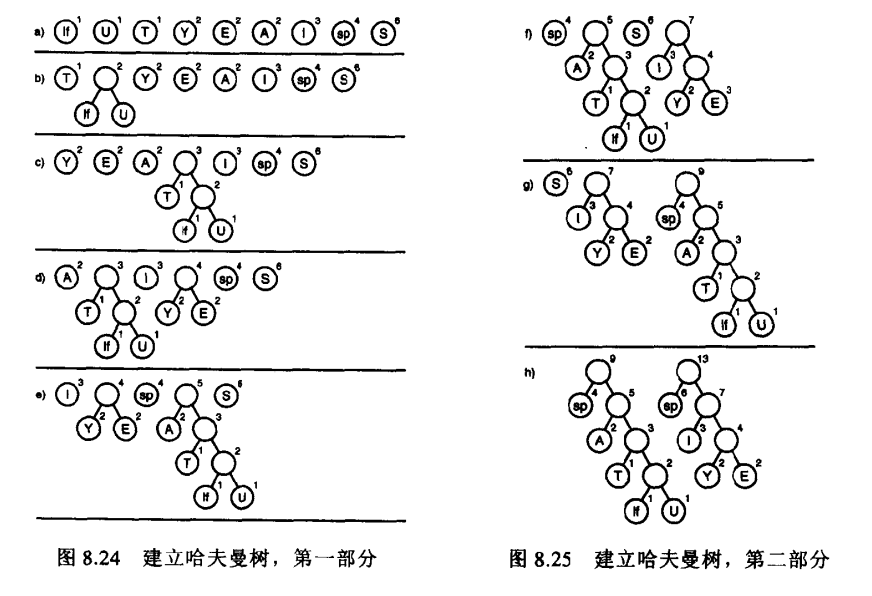 a) lf 1 U 1 T 1 Y 2 E 2 A 2 I 3 sp 4 S 6
b) T 1 2 Y 2 E 2 A 2 I 3 sp 4 S 6
lf U
c) Y 2 E 2 A 2 3 I 3 sp 4 S 6
T 1 2
lf 1 U 1
d) A 2 3 I 3 4 sp 4 S 6
T 1 2 Y 2 E 2
lf 1 U 1
e) I 3 4 sp 4 5 S 6
Y 2 E 2 A 2 3
T 1 2
lf 1 U 1
图 8.24 建立哈夫曼树，第一部分
f) sp 4 5 S 6 7
A 2 3 I 3 4
T 1 2 Y 2 E 3
lf 1 U 1
g) S 6 7 9
I 3 4 sp 4 5
Y 2 E 2 A 2 3
T 1 2
lf 1 U 1
h) 9 13
sp 4 5 sp 6 7
A 2 3 I 3 4
T 1 2 Y 2 E 2
lf 1 U 1
图 8.25 建立哈夫曼树，第二部分